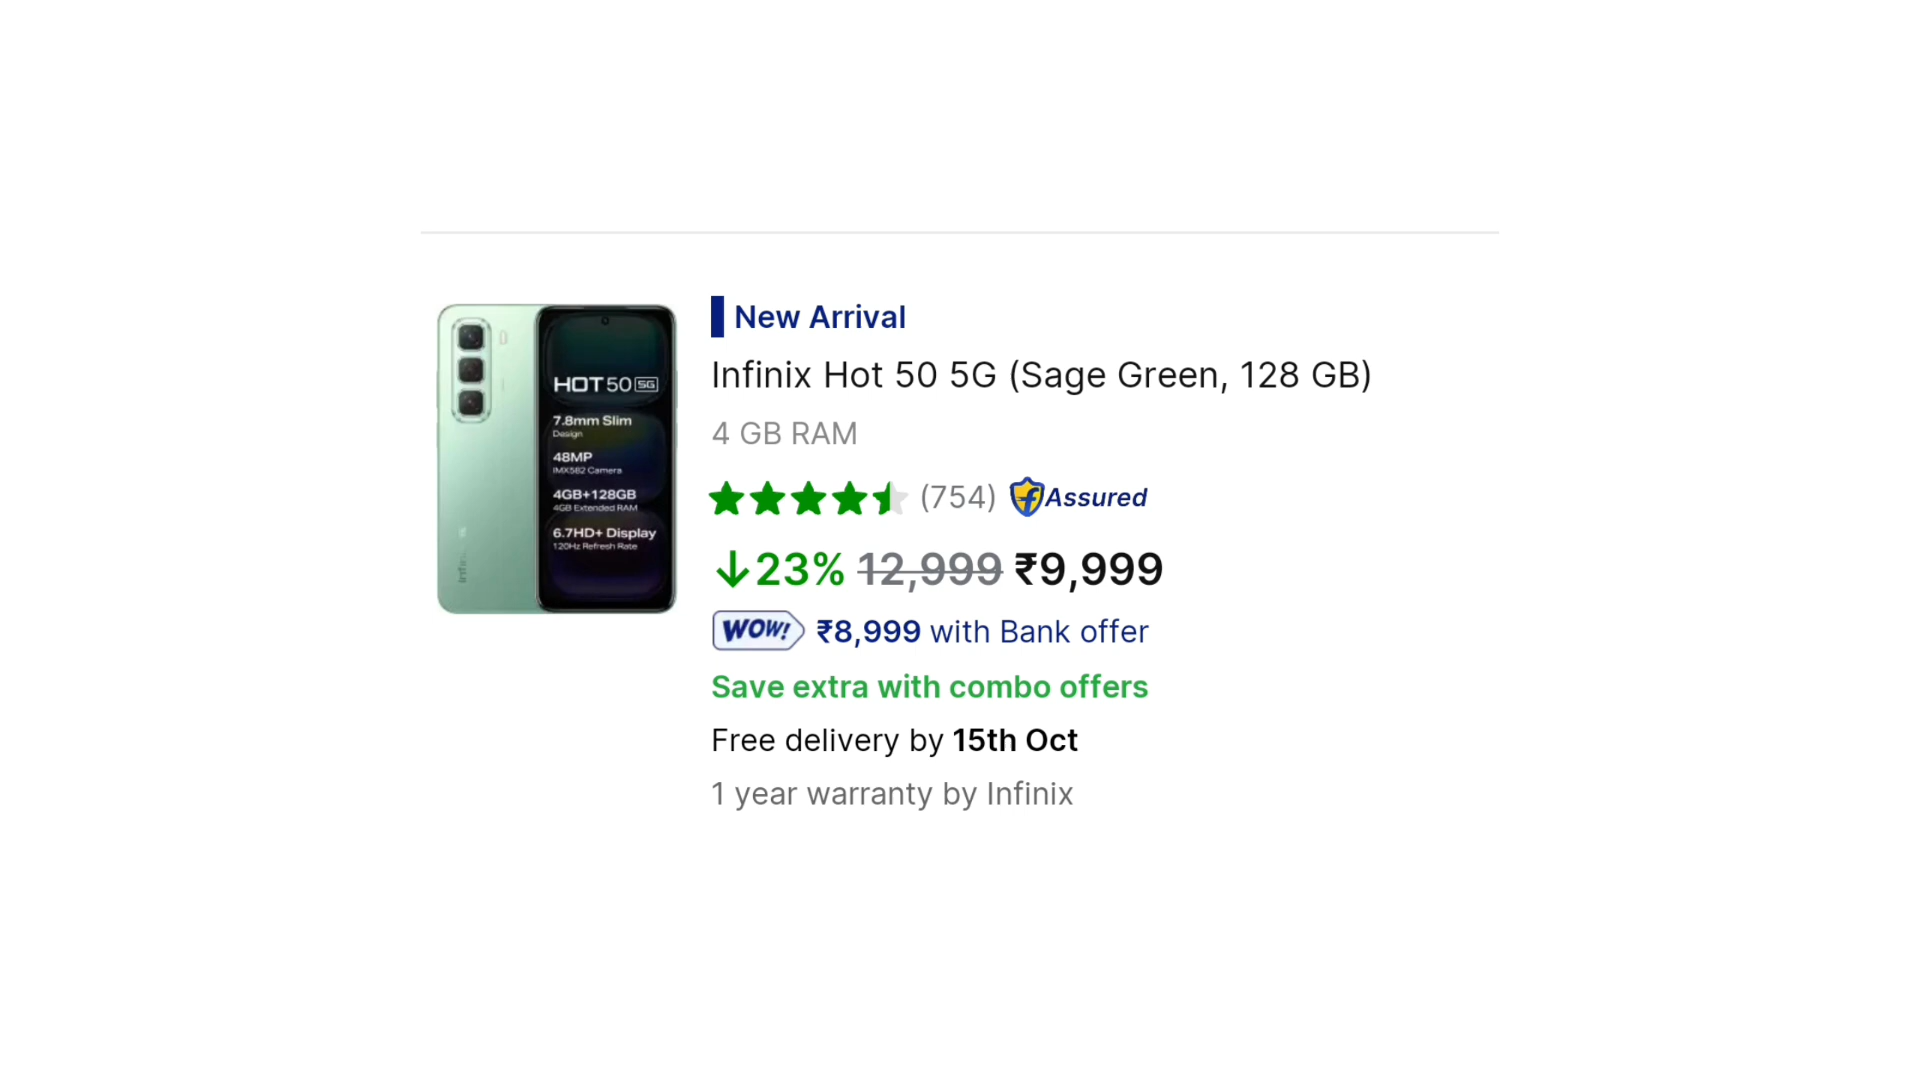 New Arrival
Infinix Hot 50 5G (Sage Green, 128 GB)
4 GB RAM
(754) Assured
↓23% 12,999 ₹9,999
WOW! ₹8,999 with Bank offer
Save extra with combo offers
Free delivery by 15th Oct
1 year warranty by Infinix
HOT 50 5G
7.8mm Slim
Design
48MP
IMX582 Camera
4GB+128GB
4GB Extended RAM
6.7HD+ Display
120Hz Refresh Rate